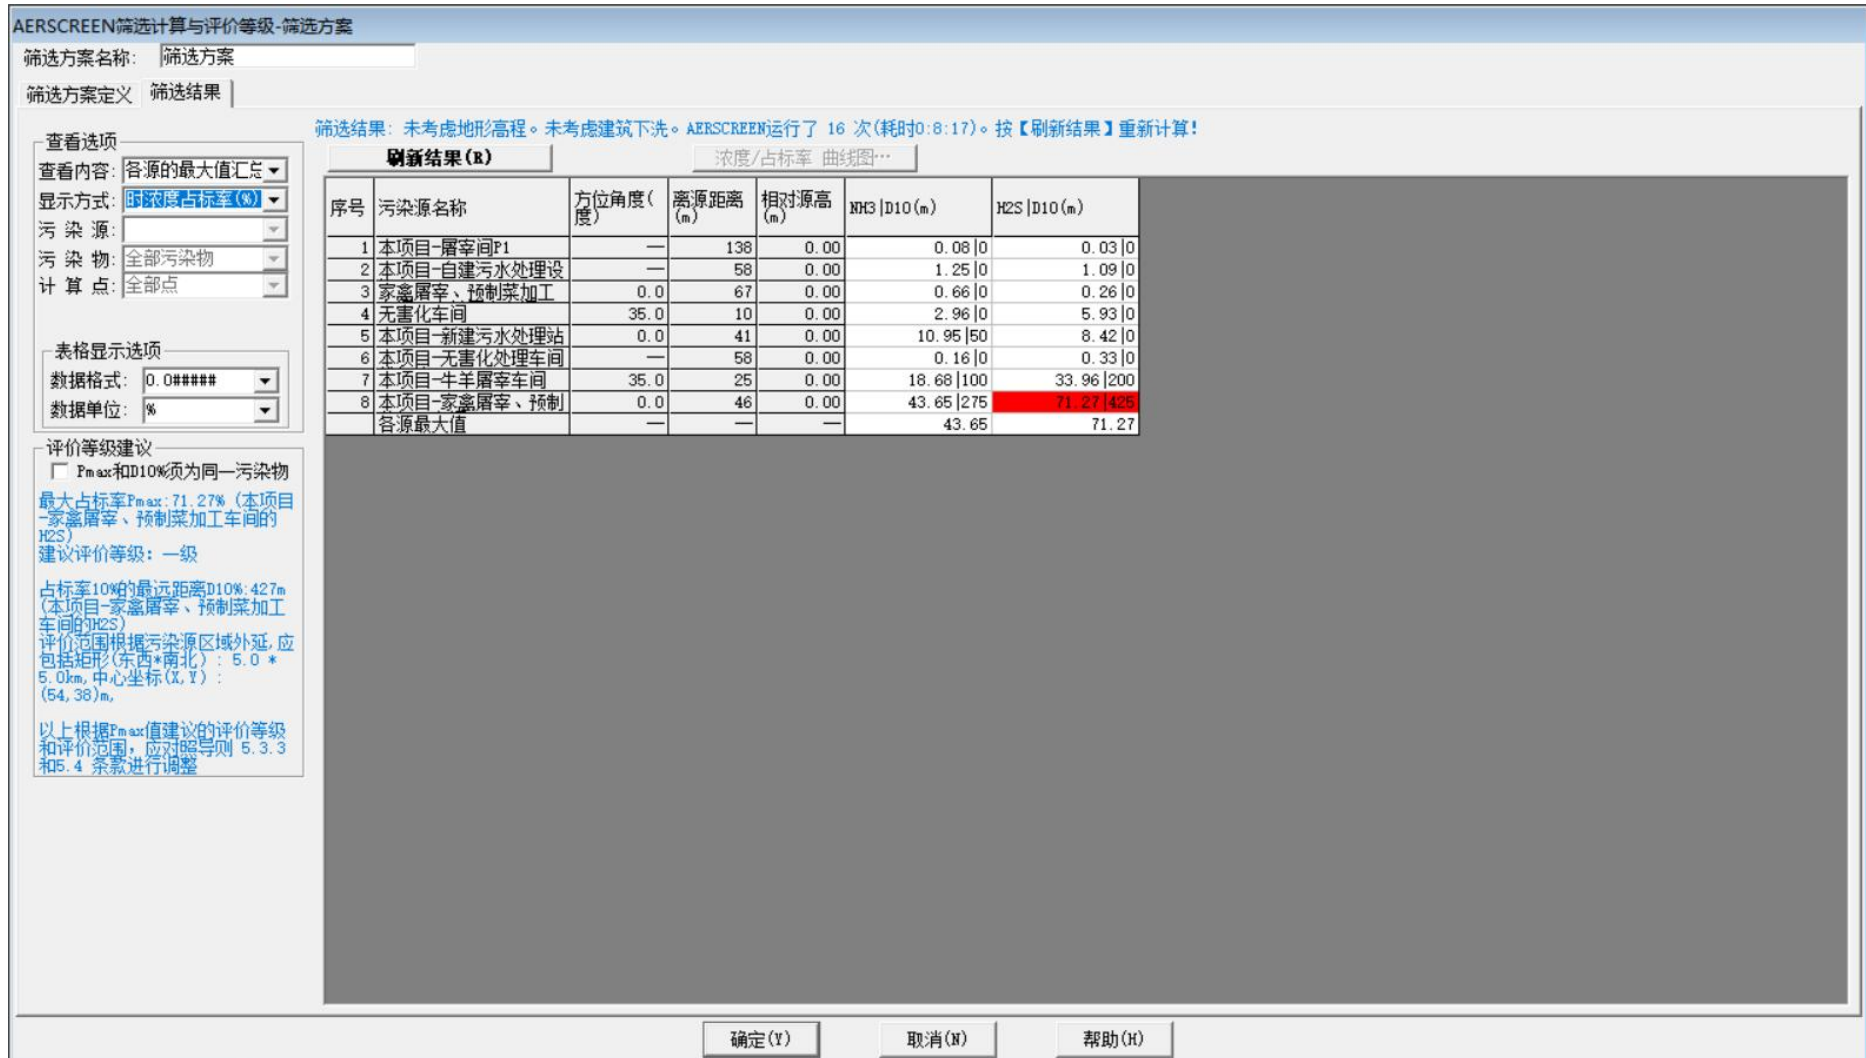 AERSCREEN筛选计算与评价等级-筛选方案
筛选方案名称: 筛选方案
筛选方案定义 筛选结果
筛选结果: 未考虑地形高程。未考虑建筑下洗。AERSCREEN运行了 16 次(耗时0:8:17)。按【刷新结果】重新计算!
刷新结果(R) 浓度/占标率 曲线图…
查看选项
查看内容: 各源的最大值汇总
显示方式: 时浓度占标率(%)
污 染 源:
污 染 物: 全部污染物
计 算 点: 全部点
表格显示选项
数据格式: 0.0#####
数据单位: %
评价等级建议
Pmax和D10%须为同一污染物
最大占标率Pmax:71.27% (本项目
-家禽屠宰、预制菜加工车间的
H2S)
建议评价等级: 一级
占标率10%的最远距离D10%:427m
(本项目-家禽屠宰、预制菜加工
车间的H2S)
评价范围根据污染源区域外延,应
包括矩形(东西*南北): 5.0 *
5.0km,中心坐标(X,Y):
(54,38)m,
以上根据Pmax值建议的评价等级
和评价范围,应对照导则 5.3.3
和5.4 条款进行调整
序号 污染源名称 方位角度(度) 离源距离(m) 相对源高(m) NH3|D10(m) H2S|D10(m)
1 本项目-屠宰间P1 — 138 0.00 0.08|0 0.03|0
2 本项目-自建污水处理设 — 58 0.00 1.25|0 1.09|0
3 家禽屠宰、预制菜加工 0.0 67 0.00 0.66|0 0.26|0
4 无害化车间 35.0 10 0.00 2.96|0 5.93|0
5 本项目-新建污水处理站 0.0 41 0.00 10.95|50 8.42|0
6 本项目-无害化处理车间 — 58 0.00 0.16|0 0.33|0
7 本项目-牛羊屠宰车间 35.0 25 0.00 18.68|100 33.96|200
8 本项目-家禽屠宰、预制 0.0 46 0.00 43.65|275 71.27|425
各源最大值 — — — 43.65 71.27
确定(Y) 取消(N) 帮助(H)